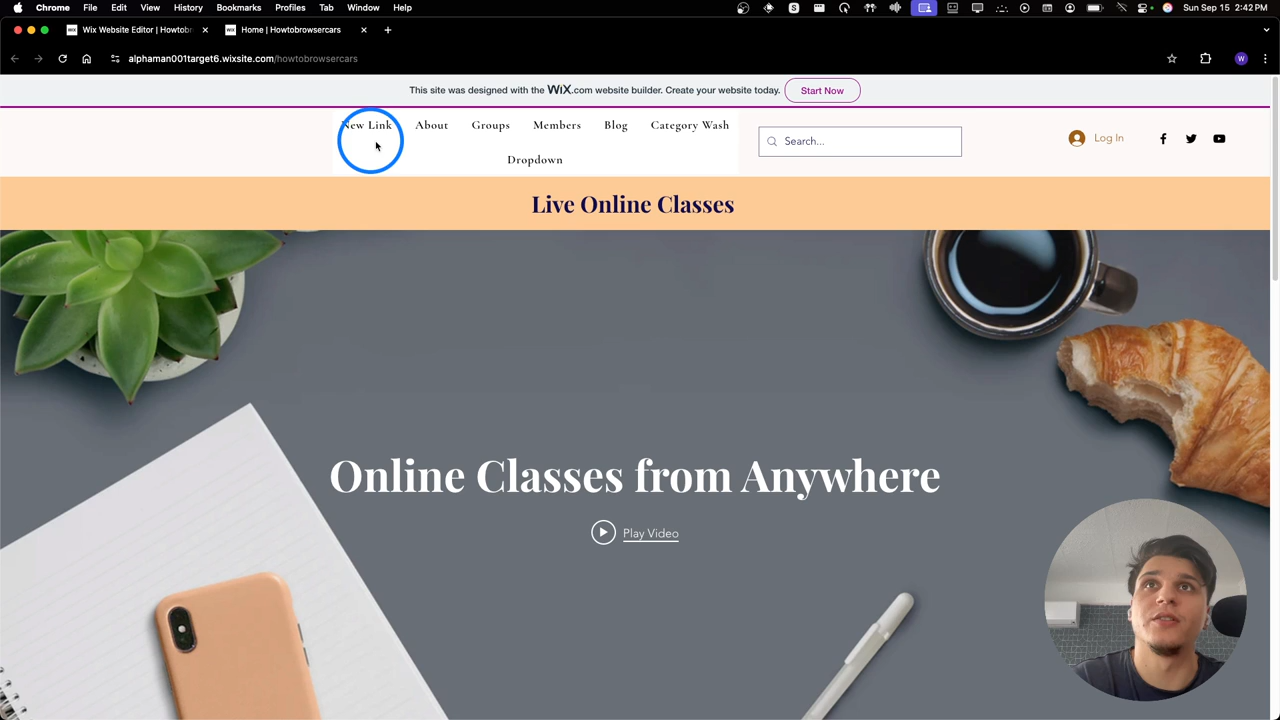 Chrome File Edit View History Bookmarks Profiles Tab Window Help Sun Sep 15 2:42 PM
Wix Website Editor | Howtobr Home | Howtobrowsercars
alphaman001target6.wixsite.com/howtobrowsercars W
This site was designed with the WiX.com website builder. Create your website today. Start Now
New Link About Groups Members Blog Category Wash
Dropdown
Search...
Log In
Live Online Classes
Online Classes from Anywhere
Play Video